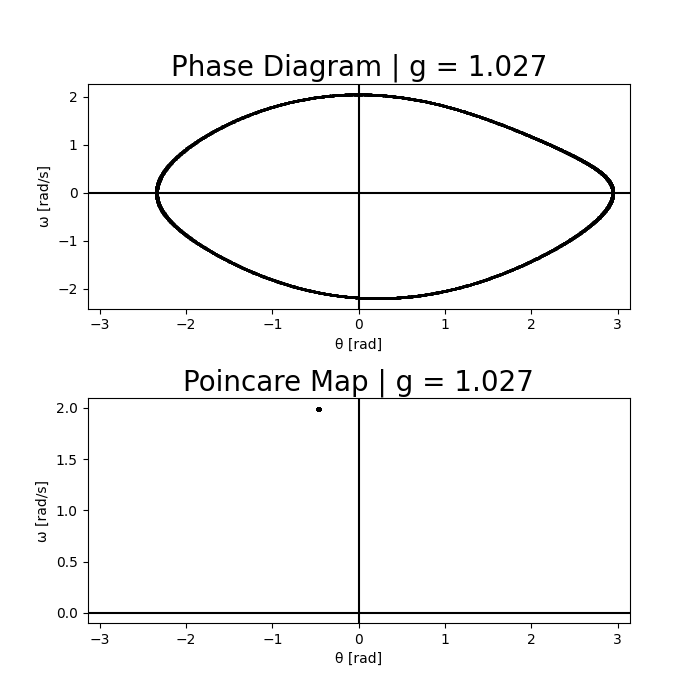 Phase Diagram | g = 1.027
2
1
0
−1
−2
ω [rad/s]
−3 −2 −1 0 1 2 3
θ [rad]
Poincare Map | g = 1.027
2.0
1.5
1.0
0.5
0.0
ω [rad/s]
−3 −2 −1 0 1 2 3
θ [rad]